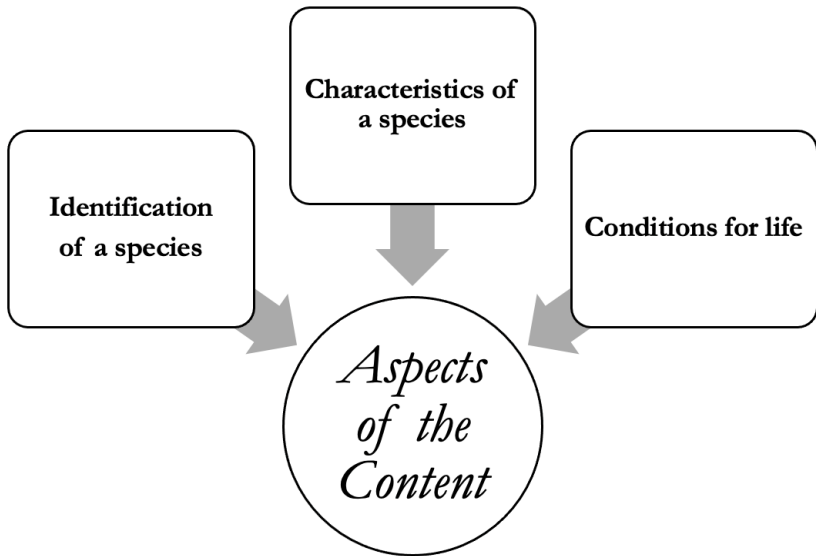 Characteristics of
a species
Identification
of a species
Conditions for life
Aspects
of the
Content